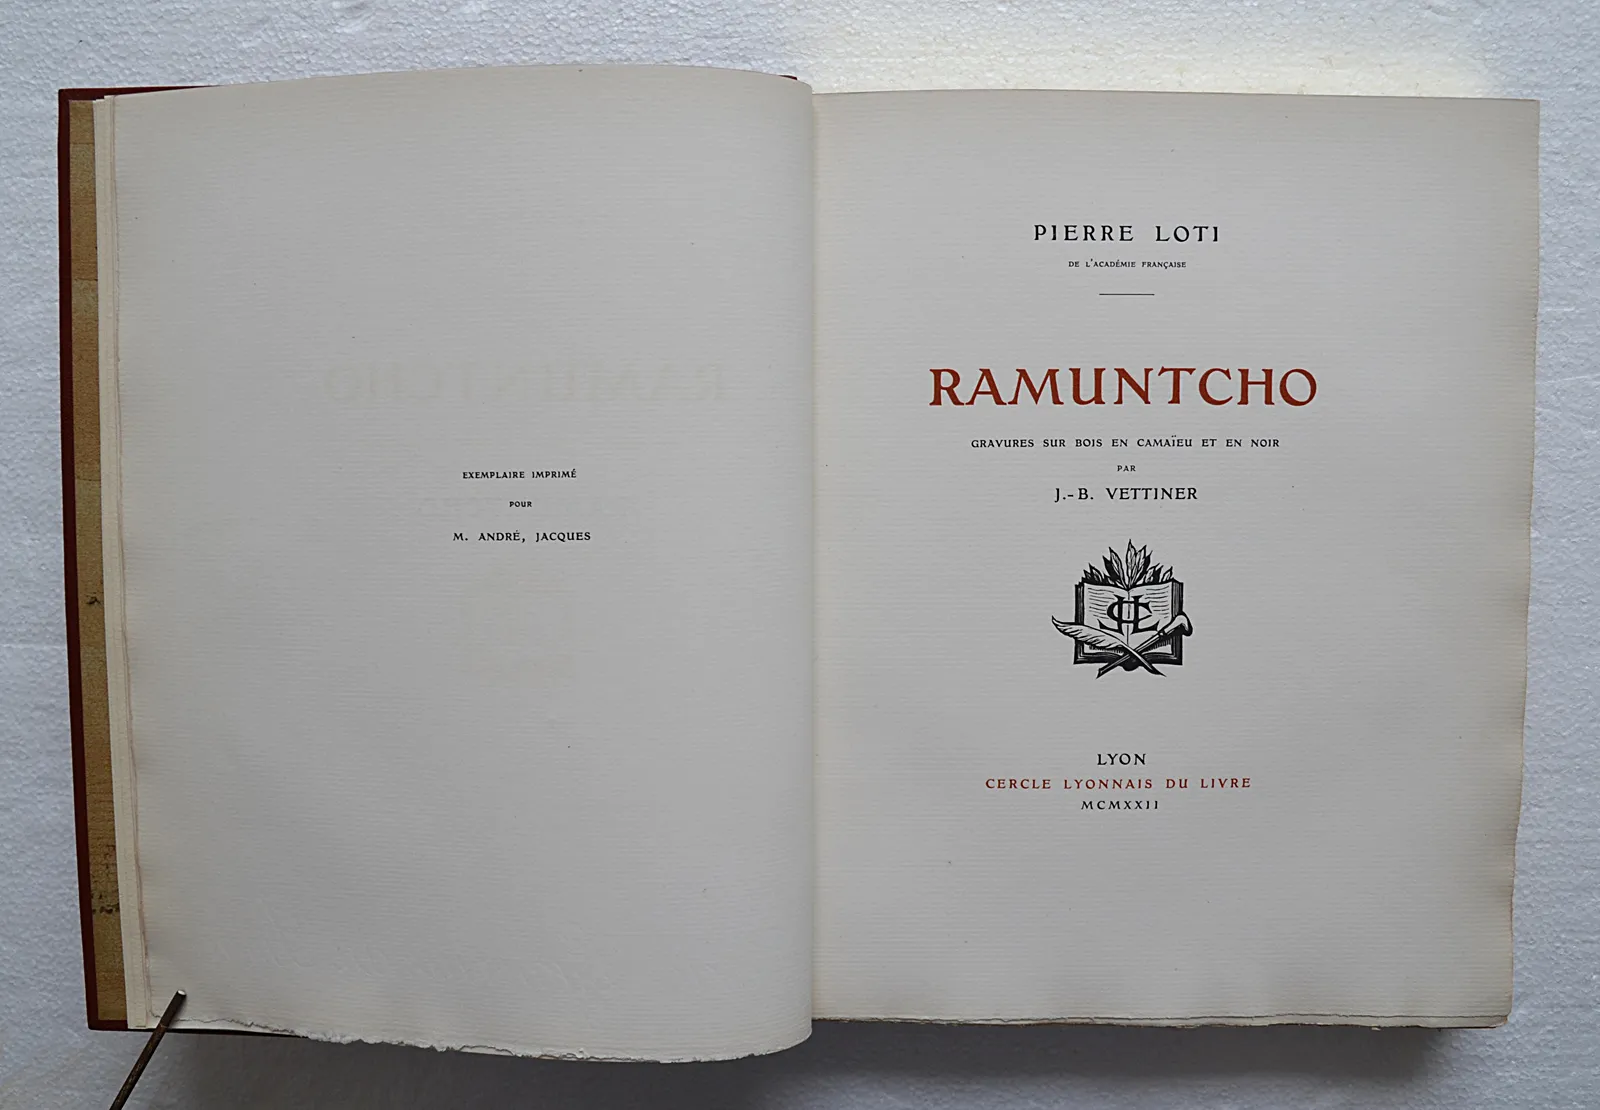 EXEMPLAIRE IMPRIMÉ
POUR
M. ANDRÉ, JACQUES
PIERRE LOTI
DE L'ACADÉMIE FRANÇAISE
RAMUNTCHO
GRAVURES SUR BOIS EN CAMAÏEU ET EN NOIR
PAR
J.-B. VETTINER
LYON
CERCLE LYONNAIS DU LIVRE
MCMXXII